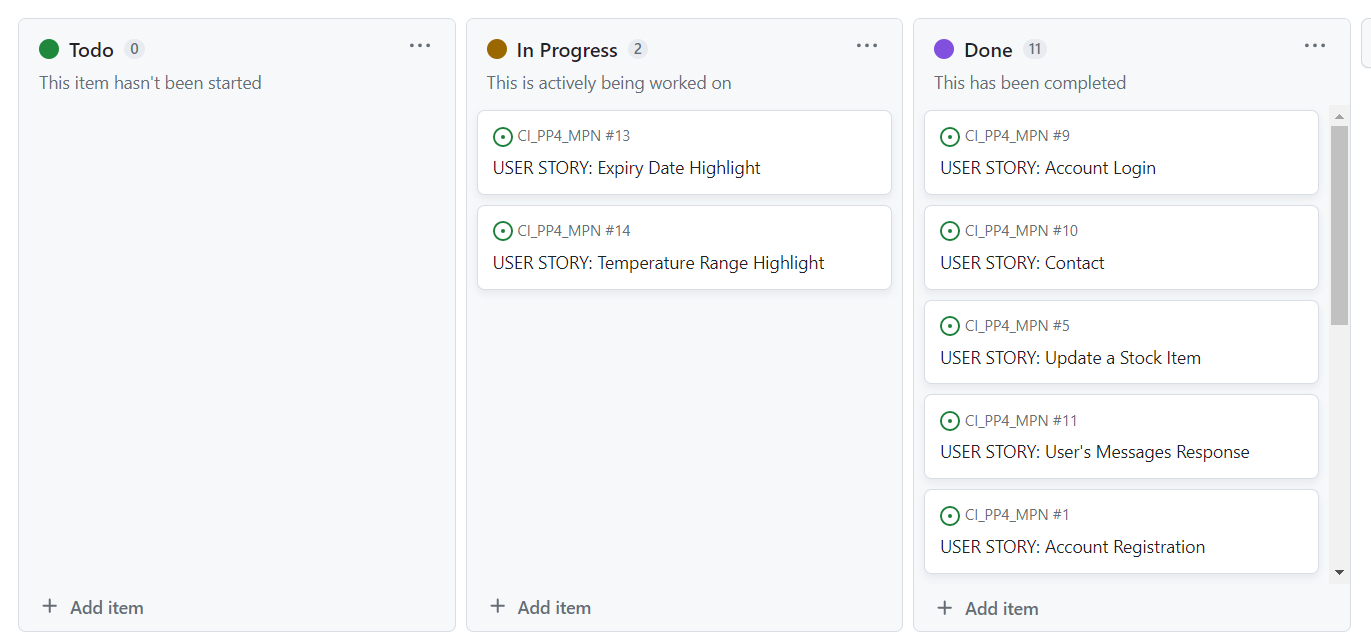 Todo 0
This item hasn't been started
Add item
In Progress 2
This is actively being worked on
CI_PP4_MPN #13
USER STORY: Expiry Date Highlight
CI_PP4_MPN #14
USER STORY: Temperature Range Highlight
Add item
Done 11
This has been completed
CI_PP4_MPN #9
USER STORY: Account Login
CI_PP4_MPN #10
USER STORY: Contact
CI_PP4_MPN #5
USER STORY: Update a Stock Item
CI_PP4_MPN #11
USER STORY: User's Messages Response
CI_PP4_MPN #1
USER STORY: Account Registration
Add item